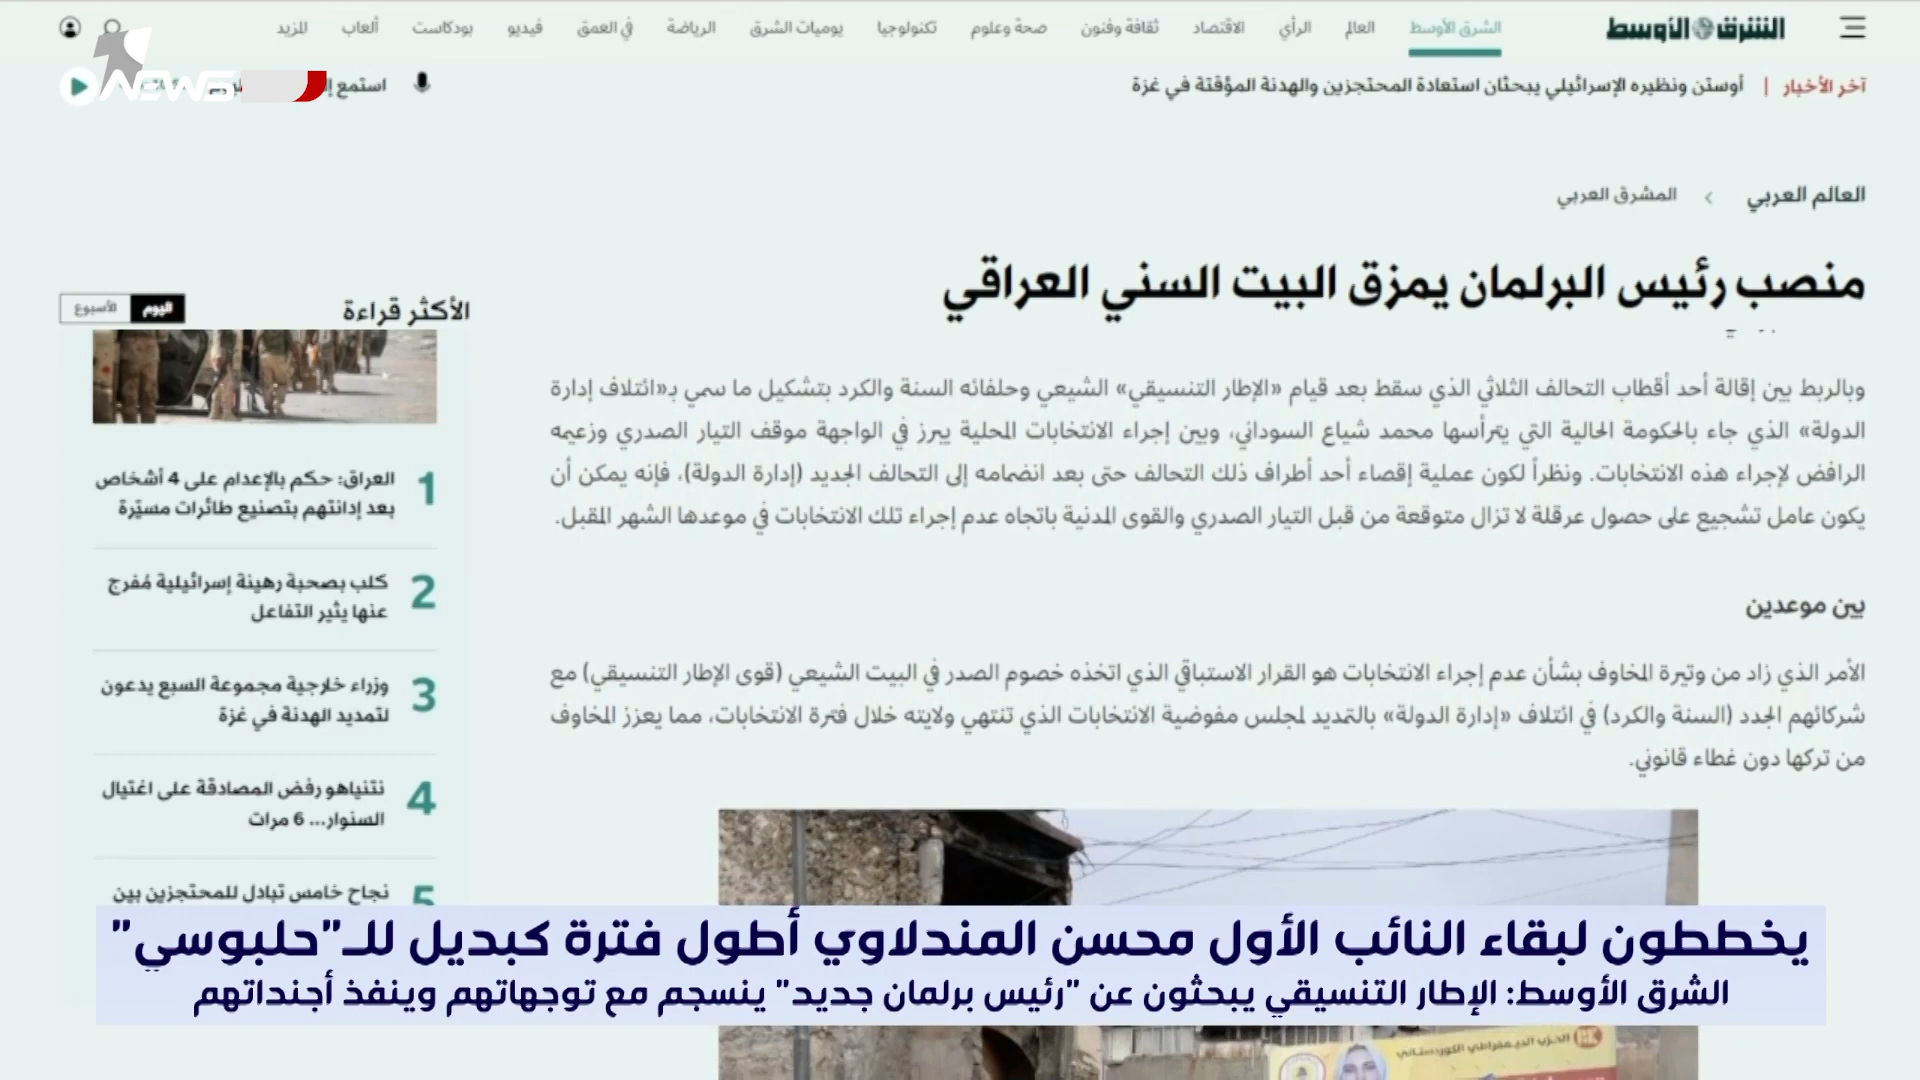 الشرق الأوسط
الشرق الأوسط العالم الرأي الاقتصاد ثقافة وفنون صحة وعلوم تكنولوجيا يوميات الشرق الرياضة في العمق فيديو بودكاست ألعاب المزيد
NEWS
آخر الأخبار | أوستن ونظيره الإسرائيلي يبحثان استعادة المحتجزين والهدنة المؤقتة في غزة
استمع
العالم العربي › المشرق العربي
منصب رئيس البرلمان يمزق البيت السني العراقي
وبالربط بين إقالة أحد أقطاب التحالف الثلاثي الذي سقط بعد قيام «الإطار التنسيقي» الشيعي وحلفائه السنة والكرد بتشكيل ما سمي بـ«ائتلاف إدارة
الدولة» الذي جاء بالحكومة الحالية التي يترأسها محمد شياع السوداني، وبين إجراء الانتخابات المحلية يبرز في الواجهة موقف التيار الصدري وزعيمه
الرافض لإجراء هذه الانتخابات. ونظراً لكون عملية إقصاء أحد أطراف ذلك التحالف حتى بعد انضمامه إلى التحالف الجديد (إدارة الدولة)، فإنه يمكن أن
يكون عامل تشجيع على حصول عرقلة لا تزال متوقعة من قبل التيار الصدري والقوى المدنية باتجاه عدم إجراء تلك الانتخابات في موعدها الشهر المقبل.
بين موعدين
الأمر الذي زاد من وتيرة المخاوف بشأن عدم إجراء الانتخابات هو القرار الاستباقي الذي اتخذه خصوم الصدر في البيت الشيعي (قوى الإطار التنسيقي) مع
شركائهم الجدد (السنة والكرد) في ائتلاف «إدارة الدولة» بالتمديد لمجلس مفوضية الانتخابات الذي تنتهي ولايته خلال فترة الانتخابات، مما يعزز المخاوف
من تركها دون غطاء قانوني.
الأكثر قراءة
اليوم الأسبوع
1 العراق: حكم بالإعدام على 4 أشخاص
بعد إدانتهم بتصنيع طائرات مسيّرة
2 كلب بصحبة رهينة إسرائيلية مُفرج
عنها يثير التفاعل
3 وزراء خارجية مجموعة السبع يدعون
لتمديد الهدنة في غزة
4 نتنياهو رفض المصادقة على اغتيال
السنوار... 6 مرات
5 نجاح خامس تبادل للمحتجزين بين
الحزب الديمقراطي الكوردستاني
يخططون لبقاء النائب الأول محسن المندلاوي أطول فترة كبديل للـ"حلبوسي"
الشرق الأوسط: الإطار التنسيقي يبحثون عن "رئيس برلمان جديد" ينسجم مع توجهاتهم وينفذ أجنداتهم